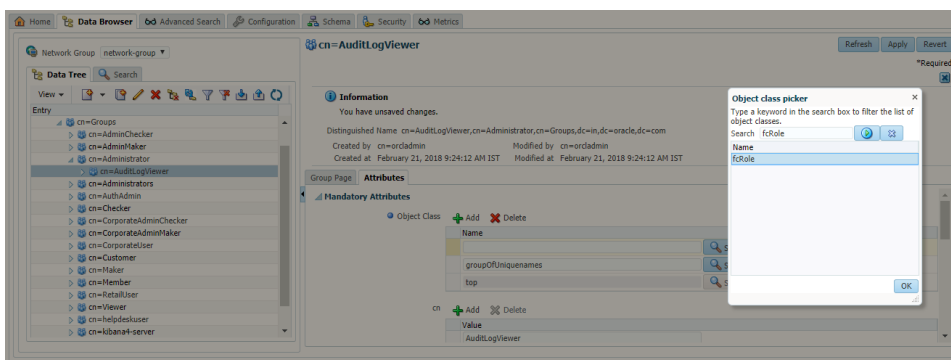 Home Data Browser Advanced Search Configuration Schema Security Metrics
Network Group network-group
Data Tree Search
View
Entry
cn=Groups
cn=AdminChecker
cn=AdminMaker
cn=Administrator
cn=AuditLogViewer
cn=Administrators
cn=AuthAdmin
cn=Checker
cn=CorporateAdminChecker
cn=CorporateAdminMaker
cn=CorporateUser
cn=Customer
cn=Maker
cn=Member
cn=RetailUser
cn=Viewer
cn=helpdeskuser
cn=kibana4-server
cn=AuditLogViewer
Refresh Apply Revert
*Required
Information
You have unsaved changes.
Distinguished Name cn=AuditLogViewer,cn=Administrator,cn=Groups,dc=in,dc=oracle,dc=com
Created by cn=orcladmin Modified by cn=orcladmin
Created at February 21, 2018 9:24:12 AM IST Modified at February 21, 2018 9:24:12 AM IST
Group Page Attributes
Mandatory Attributes
Object Class Add Delete
Name
groupOfUniquenames
top
cn Add Delete
Value
AuditLogViewer
Object class picker
Type a keyword in the search box to filter the list of
object classes.
Search fcRole
Name
fcRole
OK